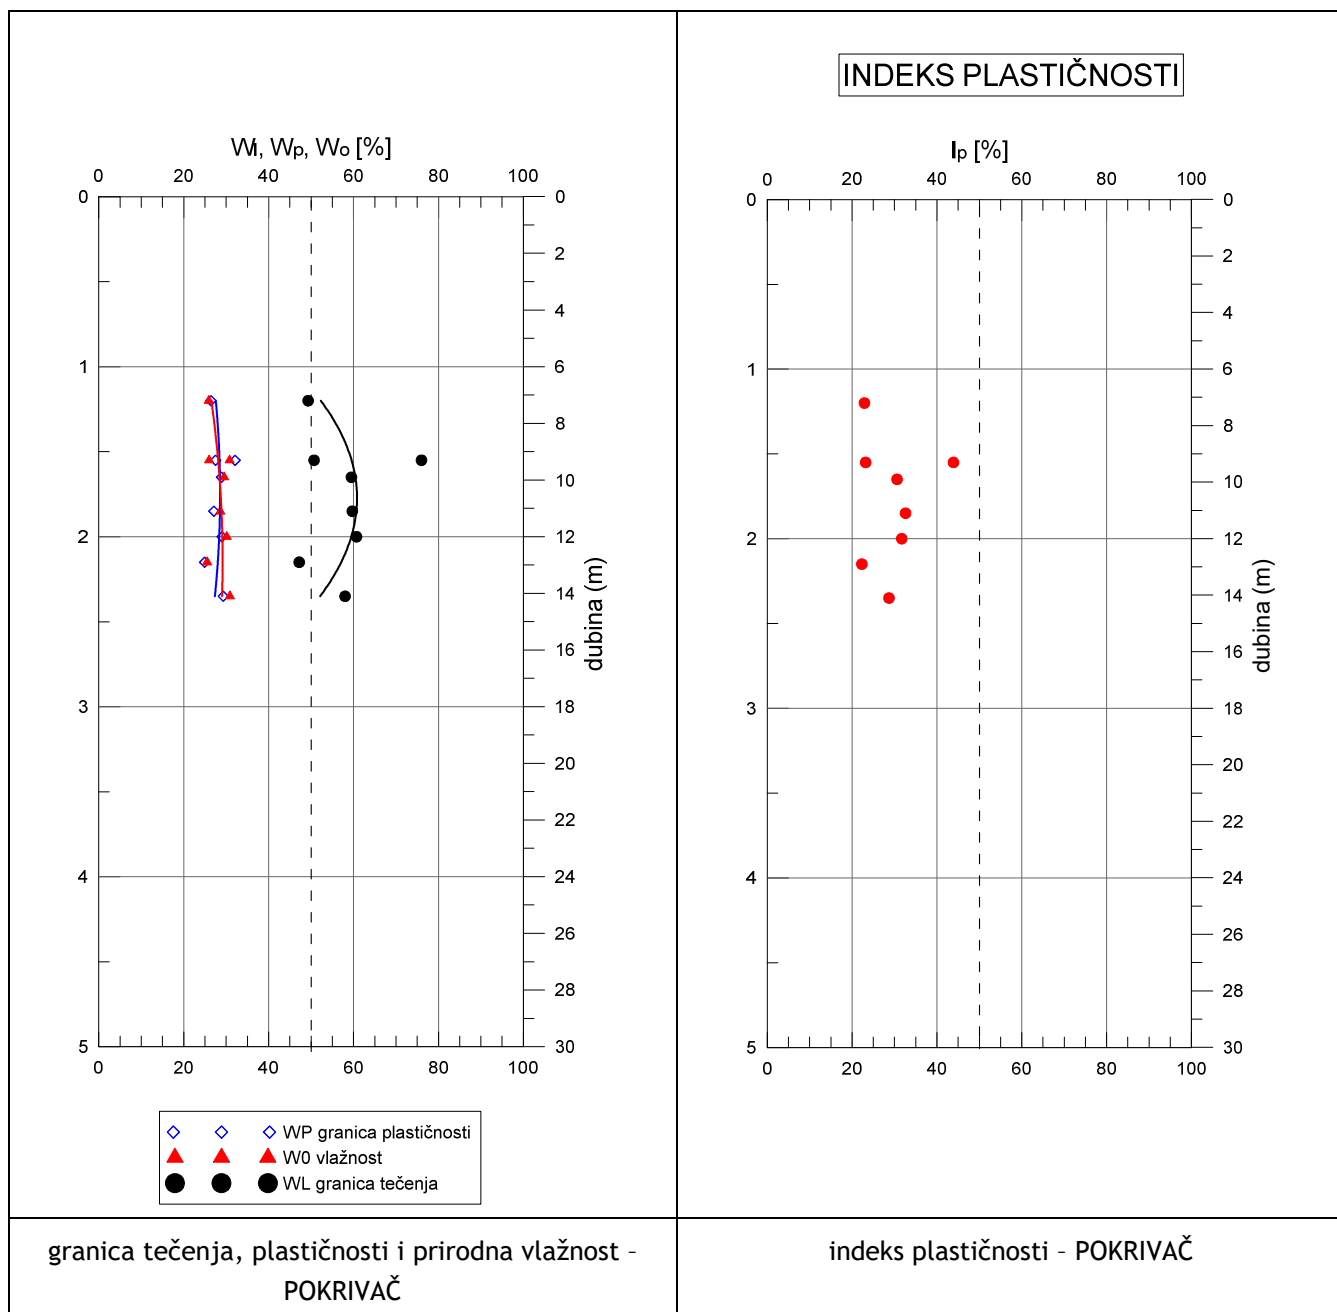 Wl, Wp, Wo [%]
0 20 40 60 80 100
0 1 2 3 4 5
0 2 4 6 8 10 12 14 16 18 20 22 24 26 28 30
dubina (m)
0 20 40 60 80 100
WP granica plastičnosti
W0 vlažnost
WL granica tečenja
granica tečenja, plastičnosti i prirodna vlažnost –
POKRIVAČ
INDEKS PLASTIČNOSTI
Ip [%]
0 20 40 60 80 100
0 1 2 3 4 5
0 2 4 6 8 10 12 14 16 18 20 22 24 26 28 30
dubina (m)
0 20 40 60 80 100
indeks plastičnosti – POKRIVAČ